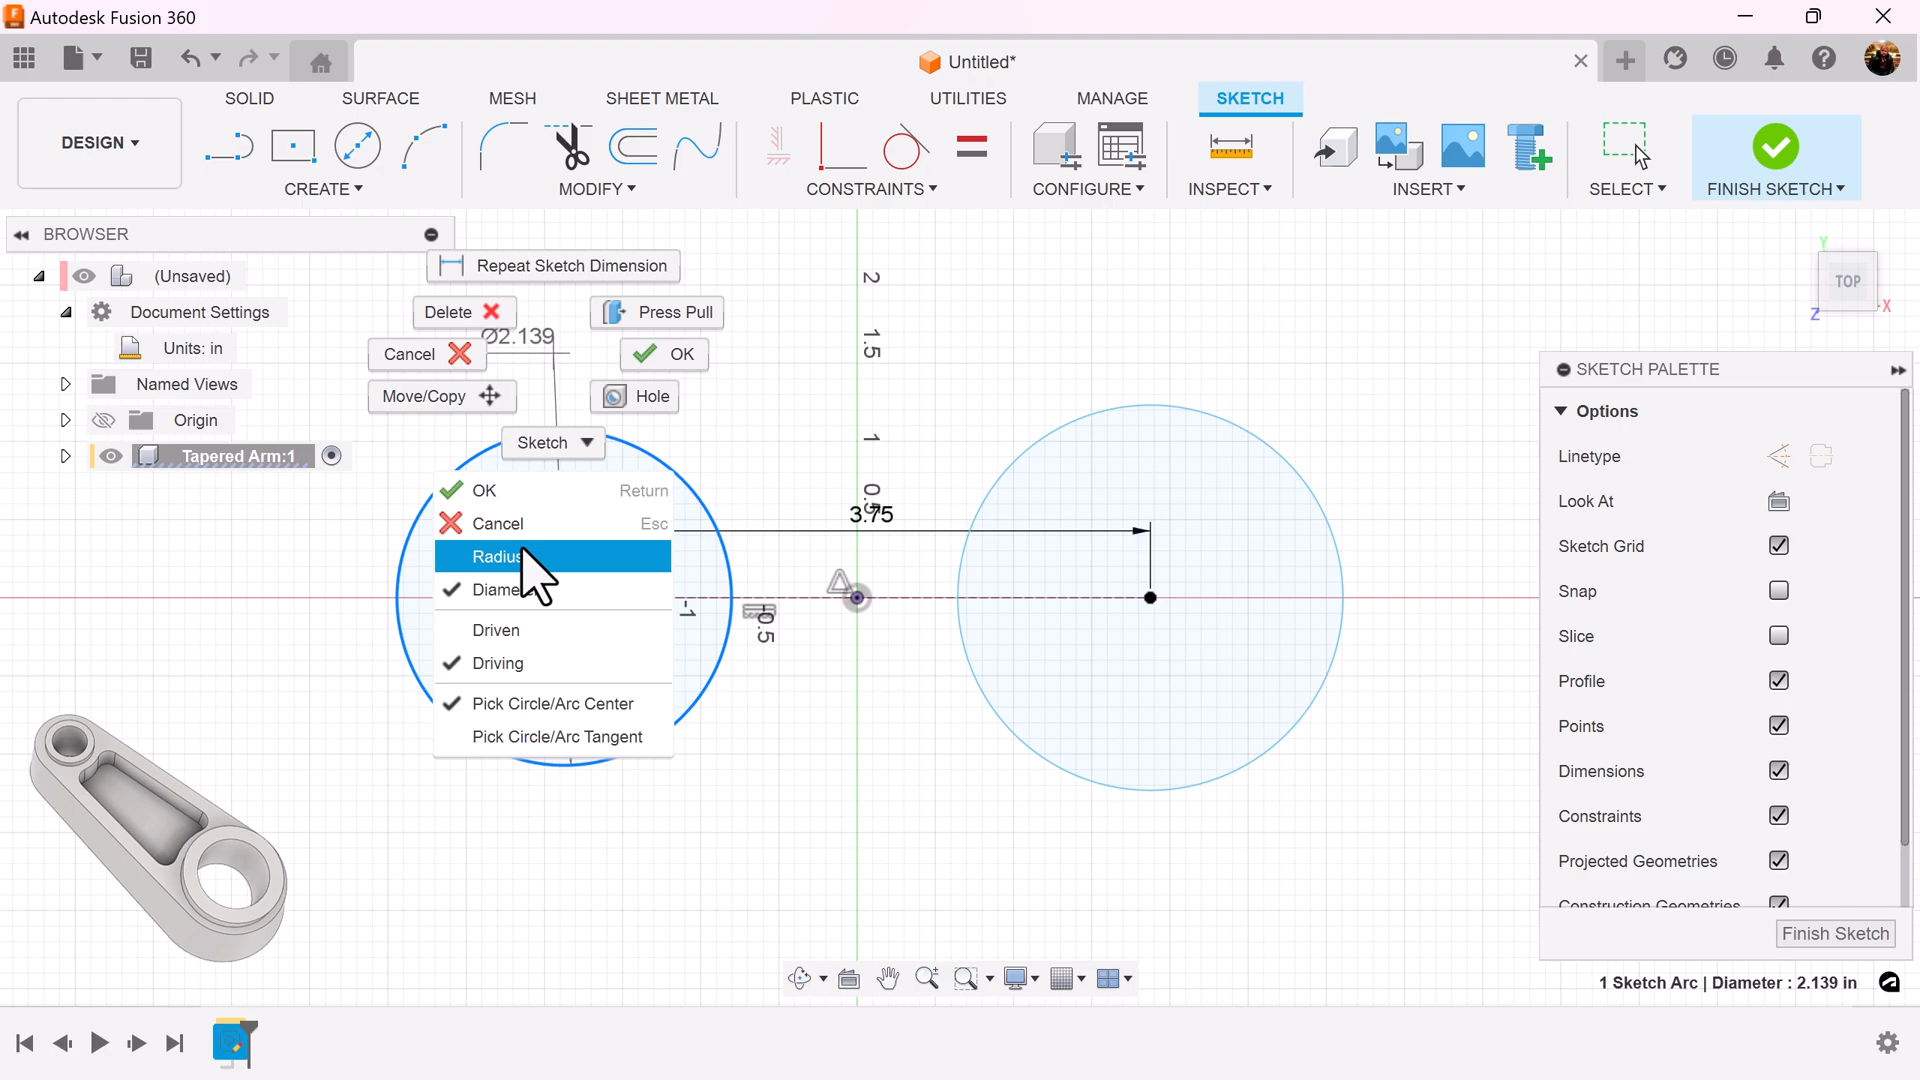 Autodesk Fusion 360
Untitled*
SOLID
SURFACE
MESH
SHEET METAL
PLASTIC
UTILITIES
MANAGE
SKETCH
DESIGN
CREATE
MODIFY
CONSTRAINTS
CONFIGURE
INSPECT
INSERT
SELECT
FINISH SKETCH
BROWSER
(Unsaved)
Document Settings
Units: in
Named Views
Origin
Tapered Arm:1
Repeat Sketch Dimension
Delete
Press Pull
Ø2.139
Cancel
OK
Move/Copy
Hole
Sketch
OK Return
Cancel Esc
Radius
Driven
Driving
Pick Circle/Arc Center
Pick Circle/Arc Tangent
2
1.5
1
0.5
3.75
-1
-0.5
TOP
Y
X
Z
SKETCH PALETTE
Options
Linetype
Look At
Sketch Grid
Snap
Slice
Profile
Points
Dimensions
Constraints
Projected Geometries
Construction Geometries
Finish Sketch
1 Sketch Arc | Diameter : 2.139 in